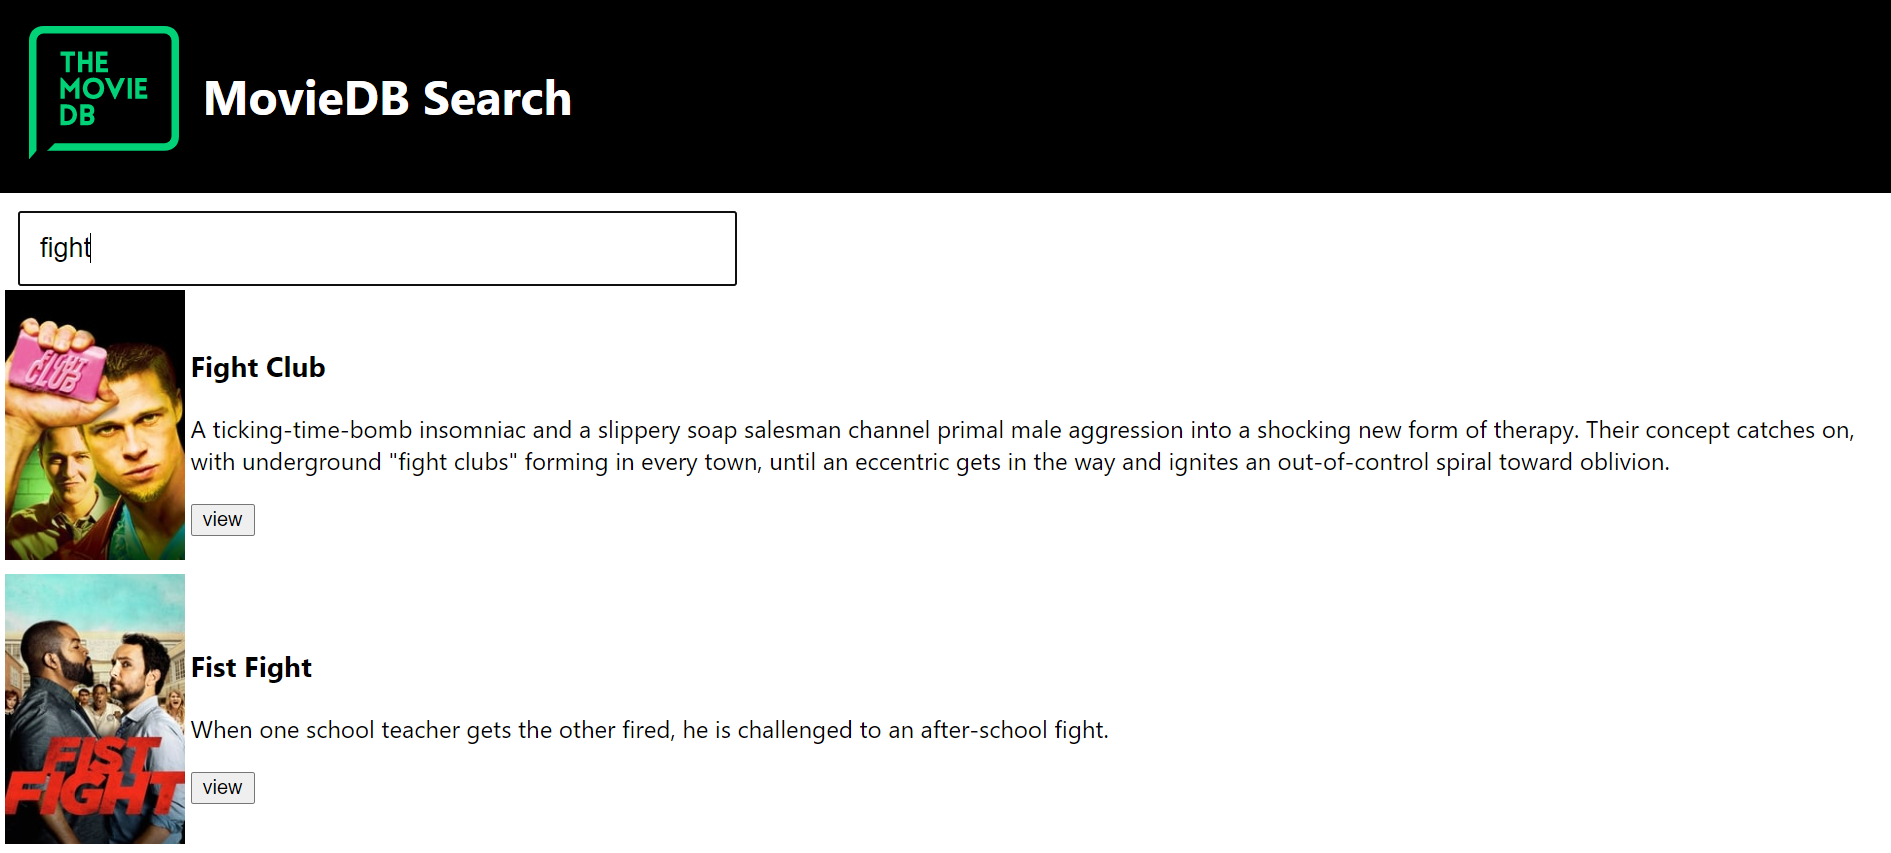 THE
MOVIE
DB
MovieDB Search
fight
FIGHT
CLUB
Fight Club
A ticking-time-bomb insomniac and a slippery soap salesman channel primal male aggression into a shocking new form of therapy. Their concept catches on,
with underground "fight clubs" forming in every town, until an eccentric gets in the way and ignites an out-of-control spiral toward oblivion.
view
FIST
FIGHT
Fist Fight
When one school teacher gets the other fired, he is challenged to an after-school fight.
view